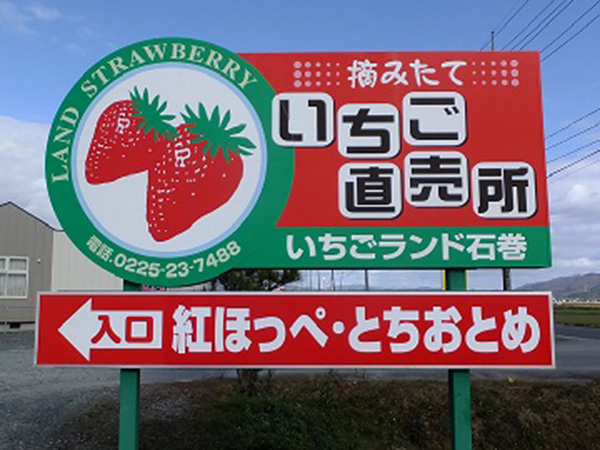 LAND STRAWBERRY
電話.0225-23-7488
摘みたて
いちご
直売所
いちごランド石巻
入口 紅ほっぺ・とちおとめ